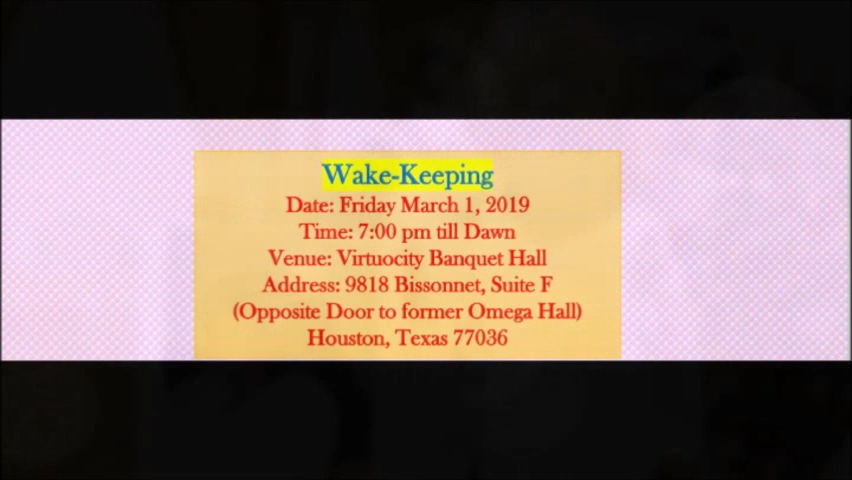 Wake-Keeping
Date: Friday March 1, 2019
Time: 7:00 pm till Dawn
Venue: Virtuocity Banquet Hall
Address: 9818 Bissonnet, Suite F
(Opposite Door to former Omega Hall)
Houston, Texas 77036